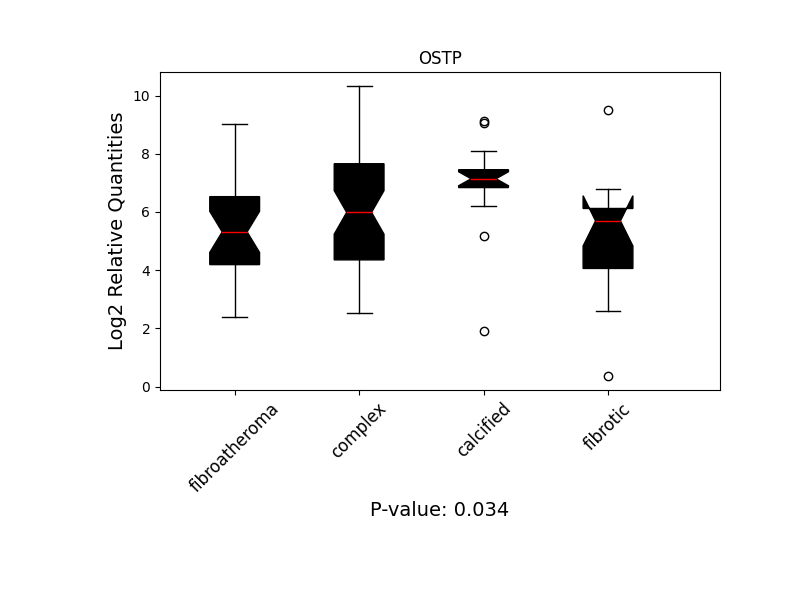 OSTP
Log2 Relative Quantities
10
8
6
4
2
0
fibroatheroma
complex
calcified
fibrotic
P-value: 0.034